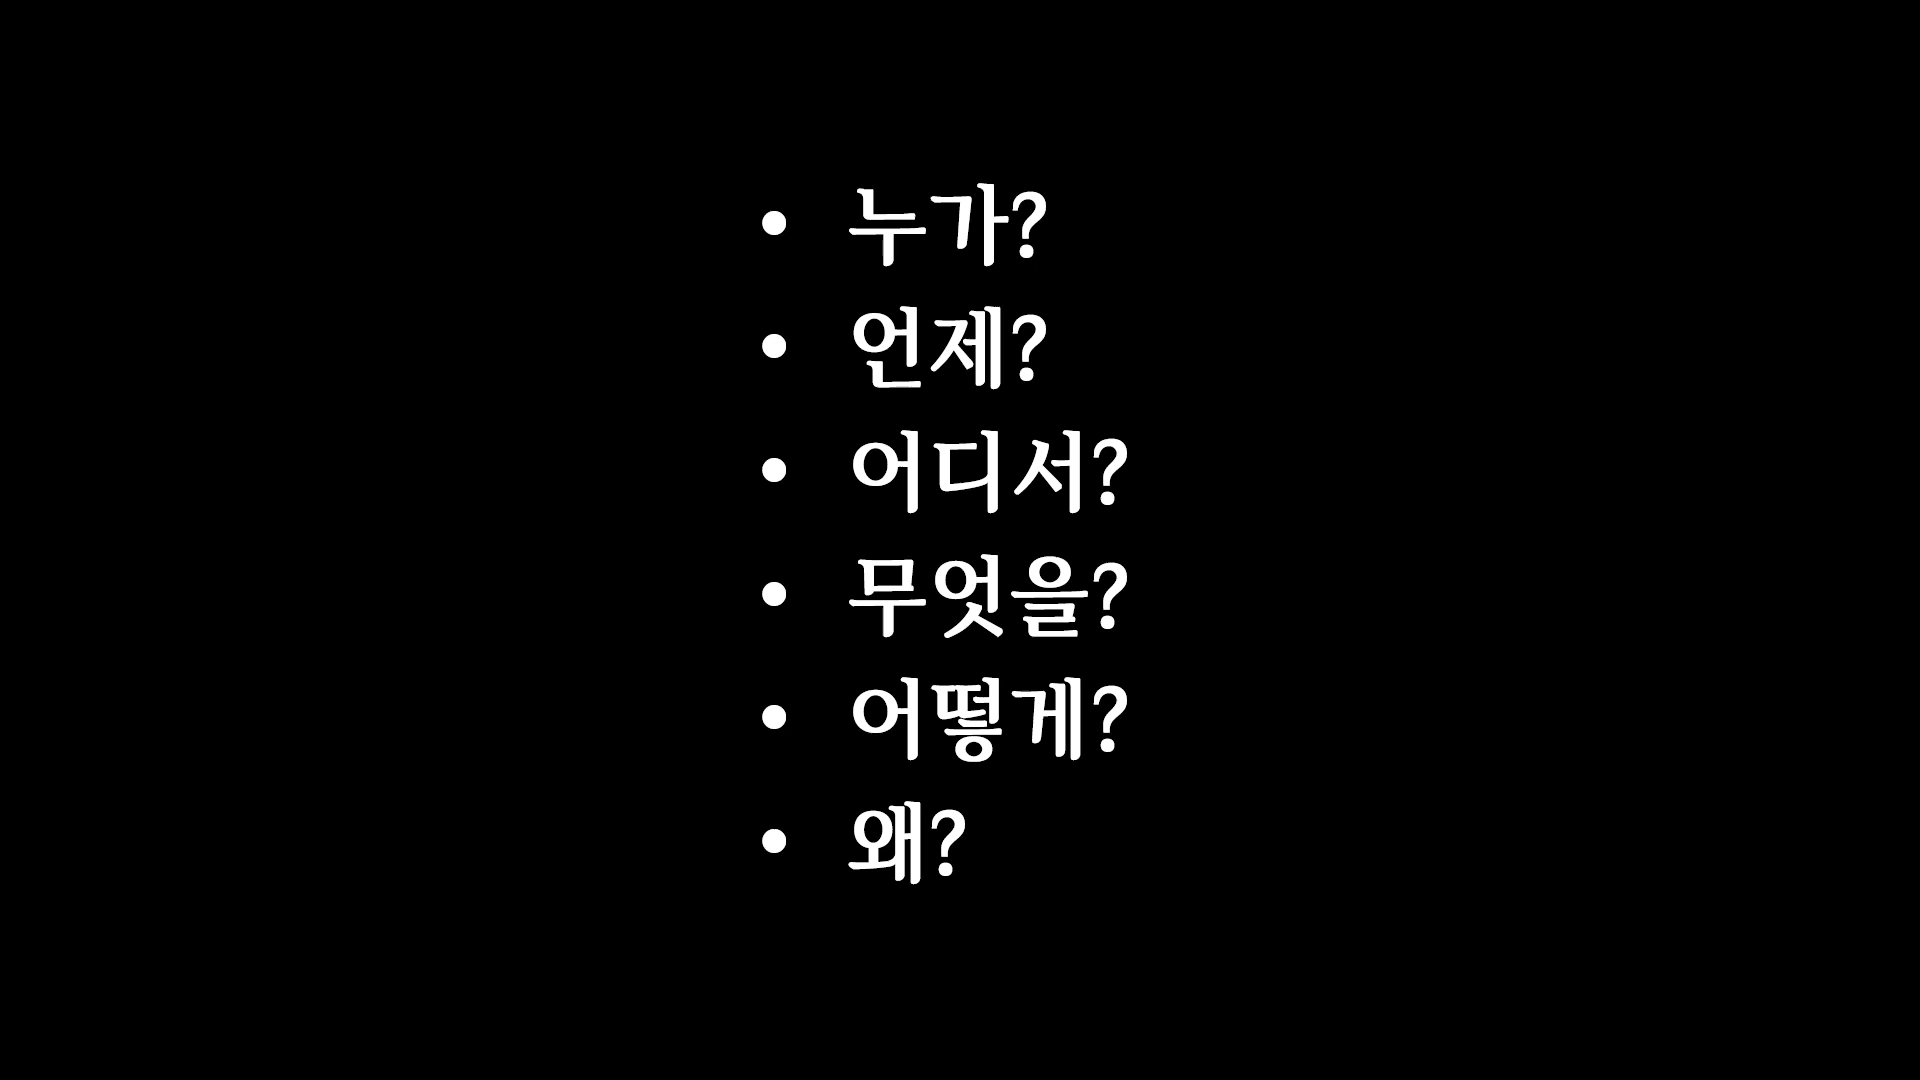 • 누가?
• 언제?
• 어디서?
• 무엇을?
• 어떻게?
• 왜?